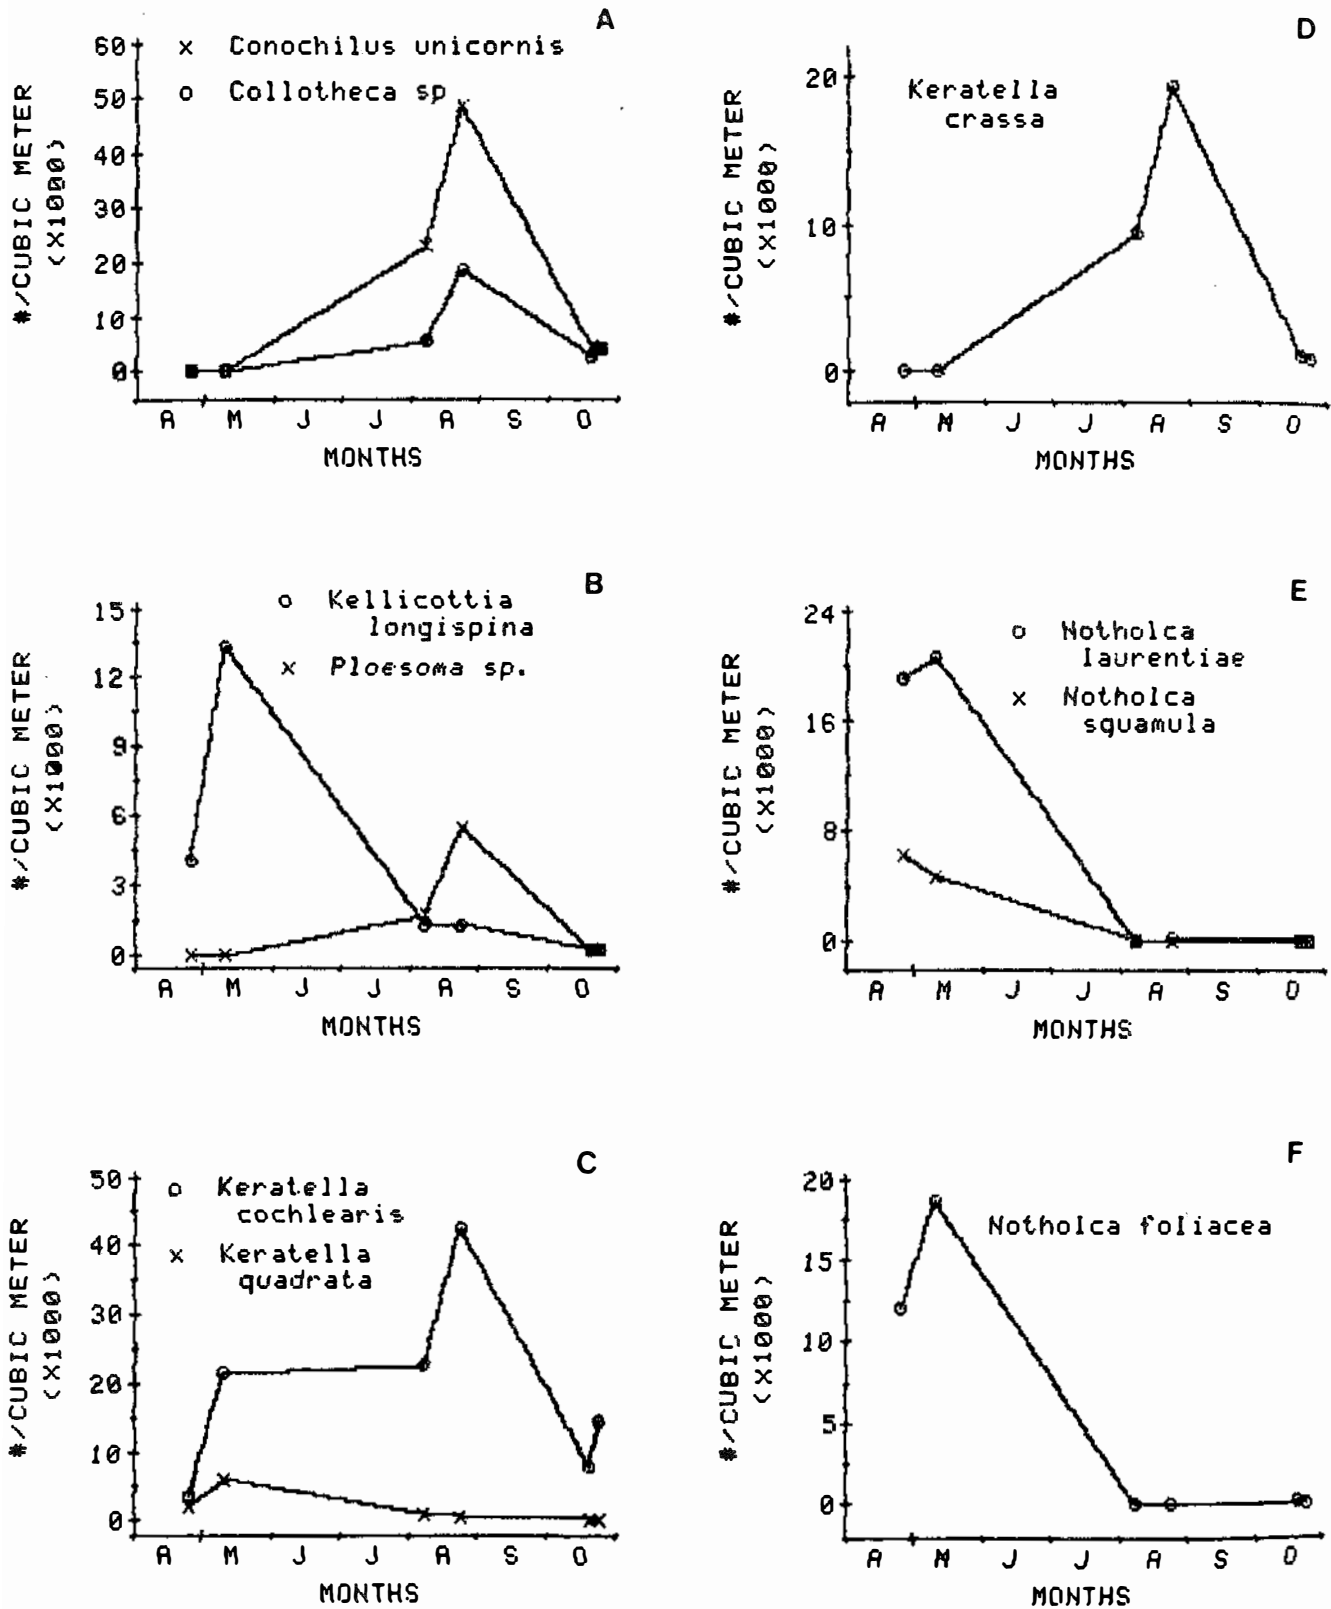 A
60
50
40
30
20
10
0
#/CUBIC METER
(X1000)
x Conochilus unicornis
o Collotheca sp
A M J J A S O
MONTHS
D
20
10
0
#/CUBIC METER
(X1000)
Keratella
crassa
A M J J A S O
MONTHS
B
15
12
9
6
3
0
#/CUBIC METER
(X1000)
o Kellicottia
longispina
x Ploesoma sp.
A M J J A S O
MONTHS
E
24
16
8
0
#/CUBIC METER
(X1000)
o Notholca
laurentiae
x Notholca
squamula
A M J J A S O
MONTHS
C
50
40
30
20
10
0
#/CUBIC METER
(X1000)
o Keratella
cochlearis
x Keratella
quadrata
A M J J A S O
MONTHS
F
20
15
10
5
0
#/CUBIC METER
(X1000)
Notholca foliacea
A M J J A S O
MONTHS